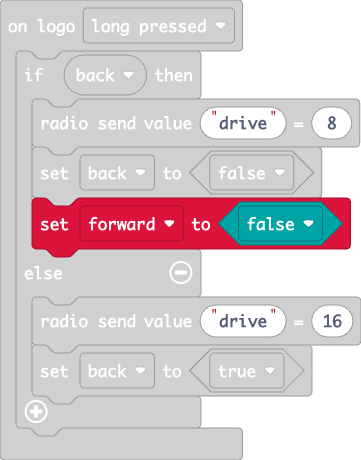 on logo long pressed
if back then
radio send value "drive" = 8
set back to false
set forward to false
else
radio send value "drive" = 16
set back to true